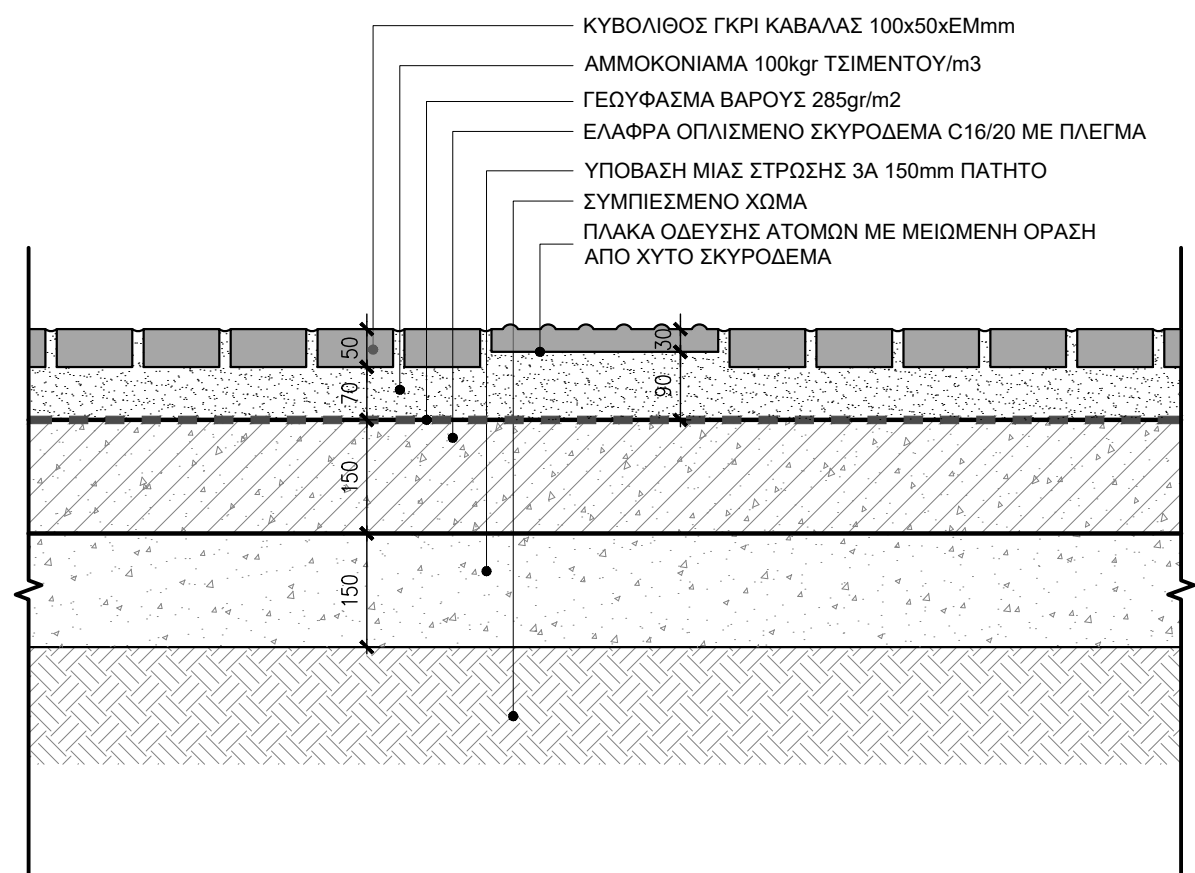 ΚΥΒΟΛΙΘΟΣ ΓΚΡΙ ΚΑΒΑΛΑΣ 100x50xEMmm
ΑΜΜΟΚΟΝΙΑΜΑ 100kgr ΤΣΙΜΕΝΤΟΥ/m3
ΓΕΩΥΦΑΣΜΑ ΒΑΡΟΥΣ 285gr/m2
ΕΛΑΦΡΑ ΟΠΛΙΣΜΕΝΟ ΣΚΥΡΟΔΕΜΑ C16/20 ΜΕ ΠΛΕΓΜΑ
ΥΠΟΒΑΣΗ ΜΙΑΣ ΣΤΡΩΣΗΣ 3Α 150mm ΠΑΤΗΤΟ
ΣΥΜΠΙΕΣΜΕΝΟ ΧΩΜΑ
ΠΛΑΚΑ ΟΔΕΥΣΗΣ ΑΤΟΜΩΝ ΜΕ ΜΕΙΩΜΕΝΗ ΟΡΑΣΗ
ΑΠΟ ΧΥΤΟ ΣΚΥΡΟΔΕΜΑ
50
30
70
90
150
150